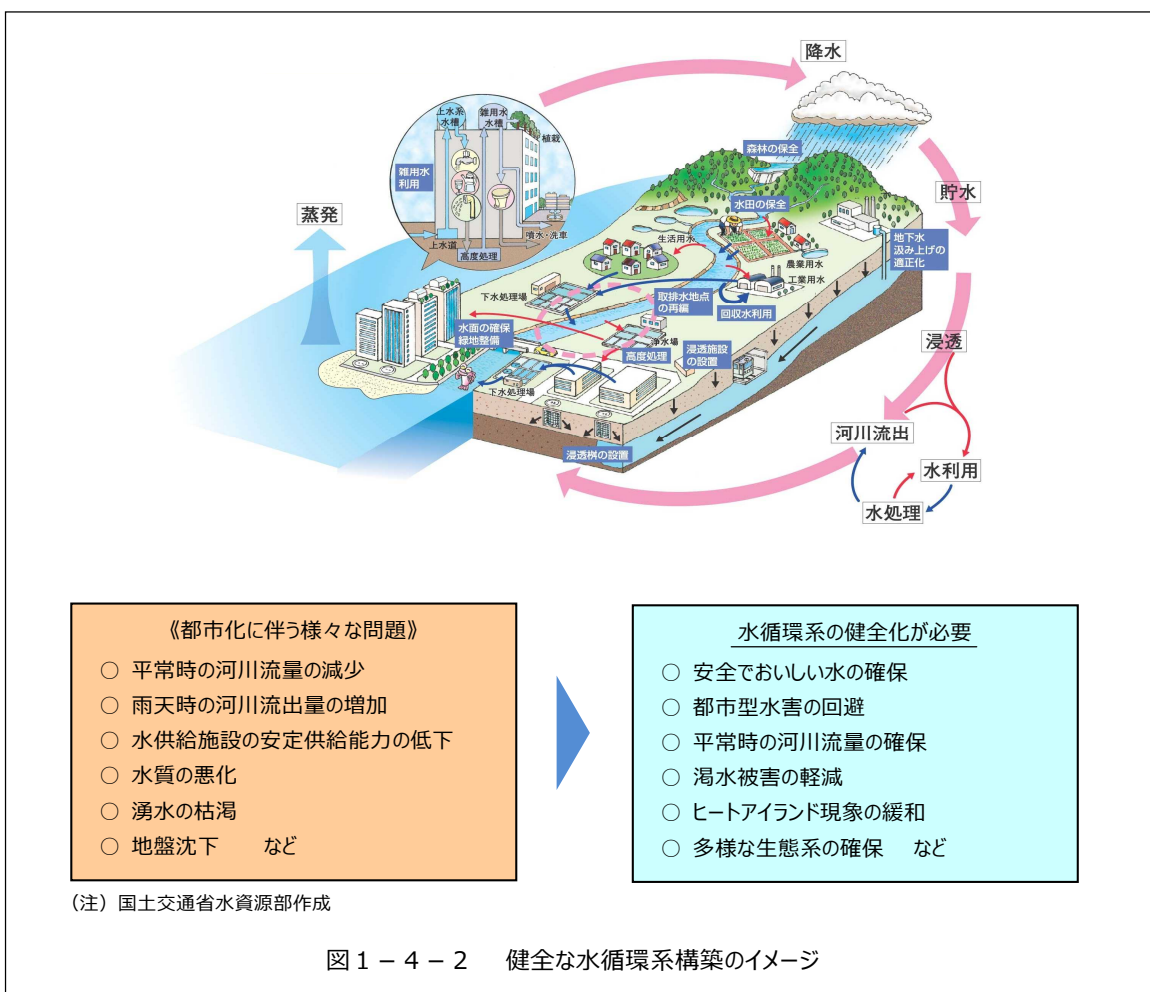 降水
上水系
水槽
雑用水
水槽
植栽
雑用水
利用
上水道
高度処理
噴水・洗車
蒸発
森林の保全
貯水
水田の保全
地下水
汲み上げの
適正化
生活用水
農業用水
工業用水
下水処理場
取排水地点
の再編
回収水利用
水面の確保
緑地整備
浄水場
高度処理
浸透施設
の設置
浸透
下水処理場
浸透桝の設置
河川流出
水利用
水処理
《都市化に伴う様々な問題》
○ 平常時の河川流量の減少
○ 雨天時の河川流出量の増加
○ 水供給施設の安定供給能力の低下
○ 水質の悪化
○ 湧水の枯渇
○ 地盤沈下 など
水循環系の健全化が必要
○ 安全でおいしい水の確保
○ 都市型水害の回避
○ 平常時の河川流量の確保
○ 渇水被害の軽減
○ ヒートアイランド現象の緩和
○ 多様な生態系の確保 など
(注) 国土交通省水資源部作成
図1-4-2 健全な水循環系構築のイメージ